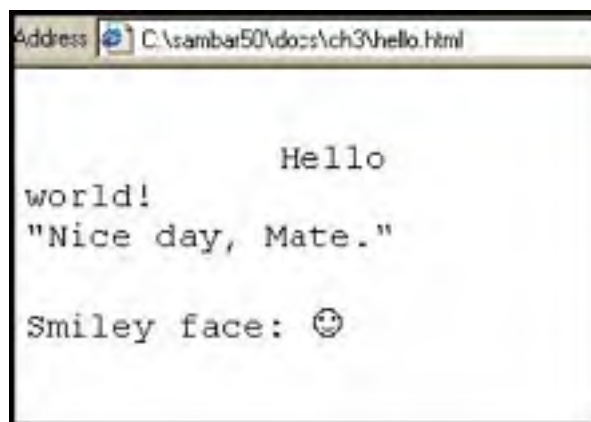 Address C:\sambar50\docs\ch3\hello.html
Hello
world!
"Nice day, Mate."
Smiley face: ☺